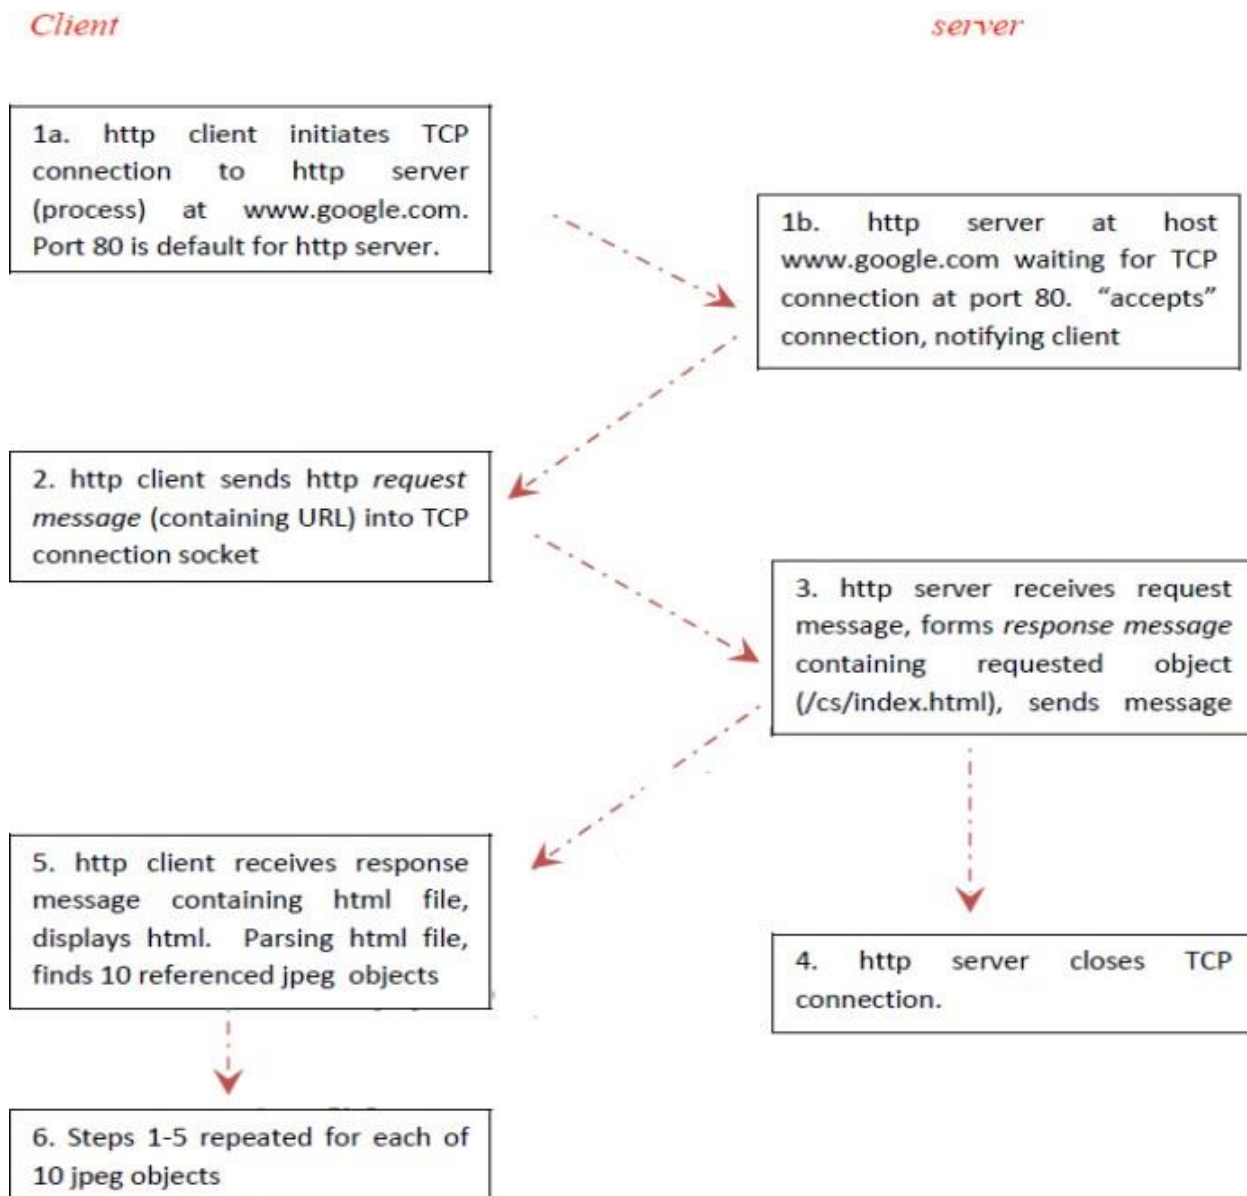 Client
server
1a. http client initiates TCP
connection to http server
(process) at www.google.com.
Port 80 is default for http server.
1b. http server at host
www.google.com waiting for TCP
connection at port 80. “accepts”
connection, notifying client
2. http client sends http request
message (containing URL) into TCP
connection socket
3. http server receives request
message, forms response message
containing requested object
(/cs/index.html), sends message
5. http client receives response
message containing html file,
displays html. Parsing html file,
finds 10 referenced jpeg objects
4. http server closes TCP
connection.
6. Steps 1-5 repeated for each of
10 jpeg objects